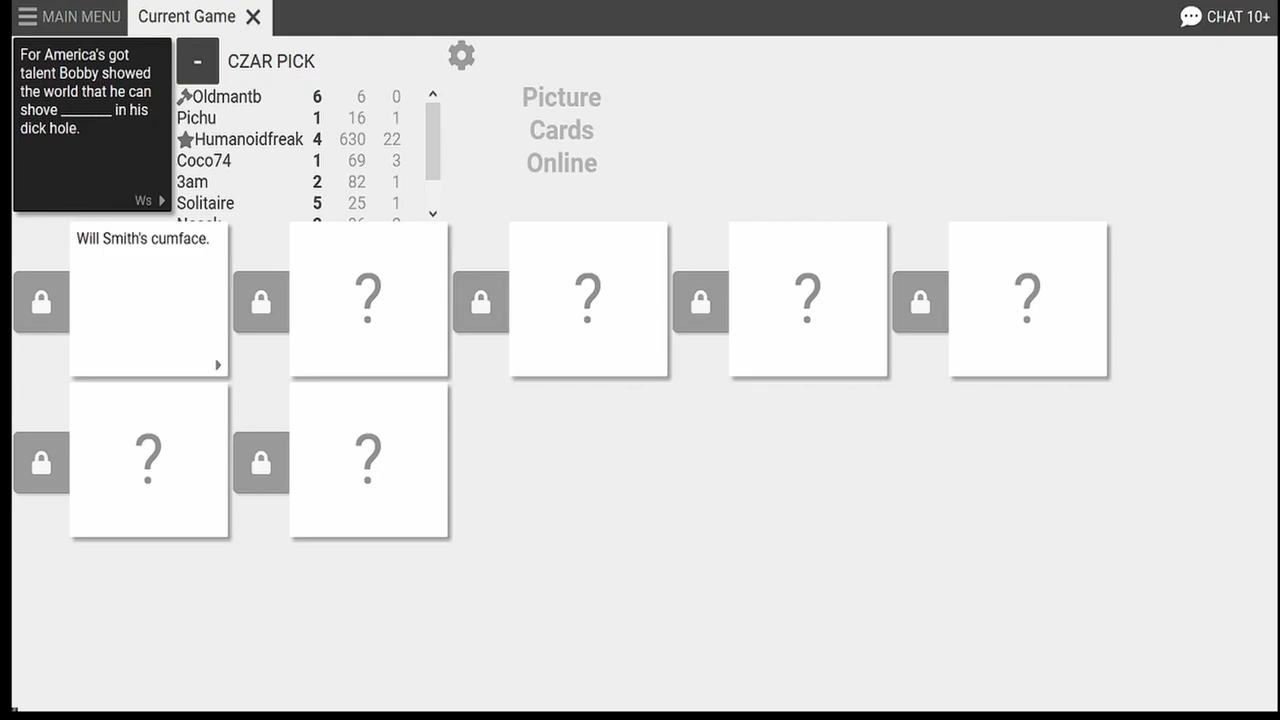 MAIN MENU
Current Game
CHAT 10+
For America's got
talent Bobby showed
the world that he can
shove ________ in his
dick hole.
Ws
-
CZAR PICK
Oldmantb 6 6 0
Pichu 1 16 1
Humanoidfreak 4 630 22
Coco74 1 69 3
3am 2 82 1
Solitaire 5 25 1
Picture
Cards
Online
Will Smith's cumface.
?
?
?
?
?
?